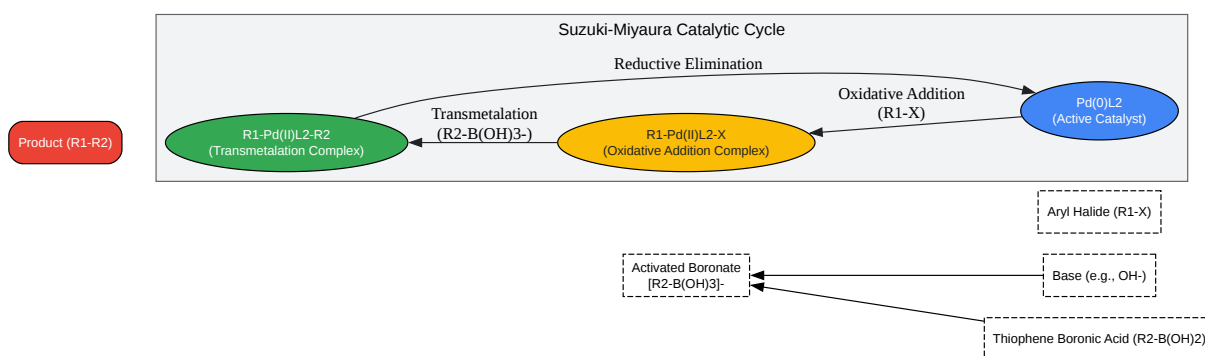 Suzuki-Miyaura Catalytic Cycle
Reductive Elimination
Oxidative Addition
(R1-X)
Transmetalation
(R2-B(OH)3-)
Pd(0)L2
(Active Catalyst)
Product (R1-R2)
R1-Pd(II)L2-R2
(Transmetalation Complex)
R1-Pd(II)L2-X
(Oxidative Addition Complex)
Aryl Halide (R1-X)
Activated Boronate
[R2-B(OH)3]-
Base (e.g., OH-)
Thiophene Boronic Acid (R2-B(OH)2)